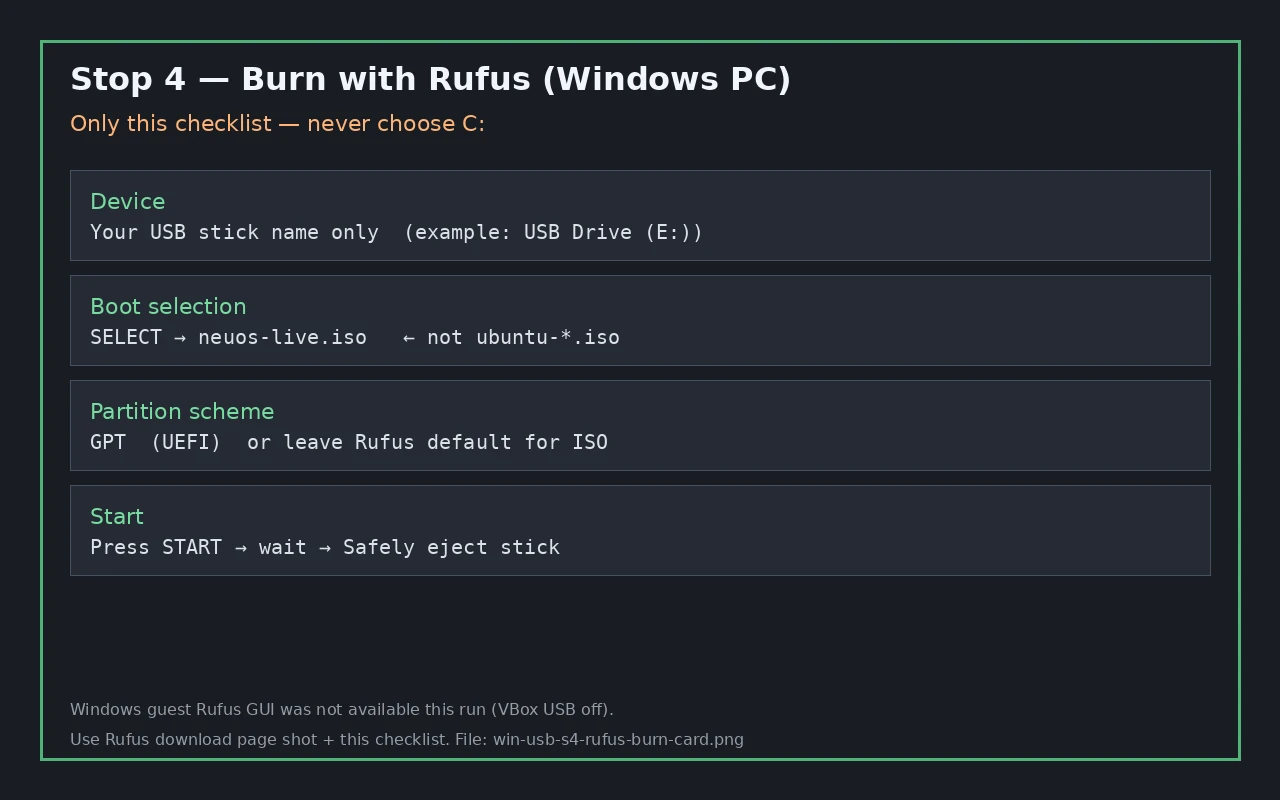 Stop 4 — Burn with Rufus (Windows PC)
Only this checklist — never choose C:
Device
Your USB stick name only  (example: USB Drive (E:))
Boot selection
SELECT → neuos-live.iso   ← not ubuntu-*.iso
Partition scheme
GPT  (UEFI)  or leave Rufus default for ISO
Start
Press START → wait → Safely eject stick
Windows guest Rufus GUI was not available this run (VBox USB off).
Use Rufus download page shot + this checklist. File: win-usb-s4-rufus-burn-card.png